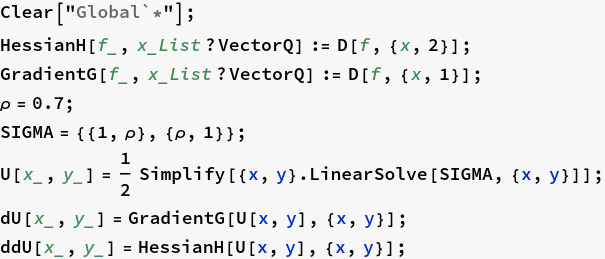 Clear["Global`*"];
HessianH[f_, x_List ? VectorQ] := D[f, {x, 2}];
GradientG[f_, x_List ? VectorQ] := D[f, {x, 1}];
ρ = 0.7;
SIGMA = {{1, ρ}, {ρ, 1}};
U[x_, y_] = 1/2 Simplify[{x, y}.LinearSolve[SIGMA, {x, y}]];
dU[x_, y_] = GradientG[U[x, y], {x, y}];
ddU[x_, y_] = HessianH[U[x, y], {x, y}];